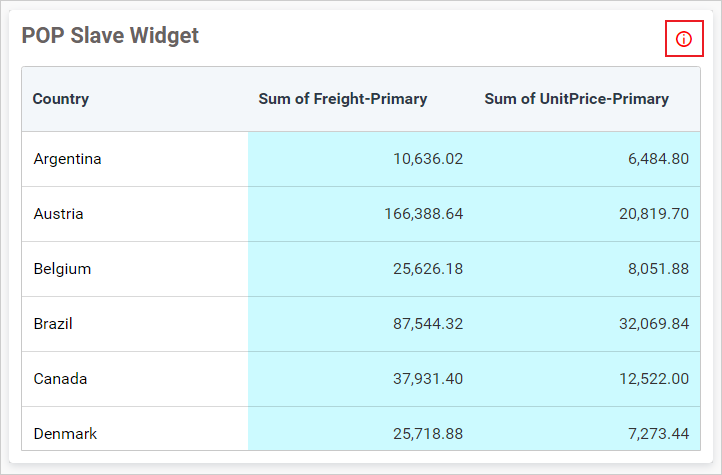 POP Slave Widget
Country Sum of Freight-Primary Sum of UnitPrice-Primary
Argentina 10,636.02 6,484.80
Austria 166,388.64 20,819.70
Belgium 25,626.18 8,051.88
Brazil 87,544.32 32,069.84
Canada 37,931.40 12,522.00
Denmark 25,718.88 7,273.44